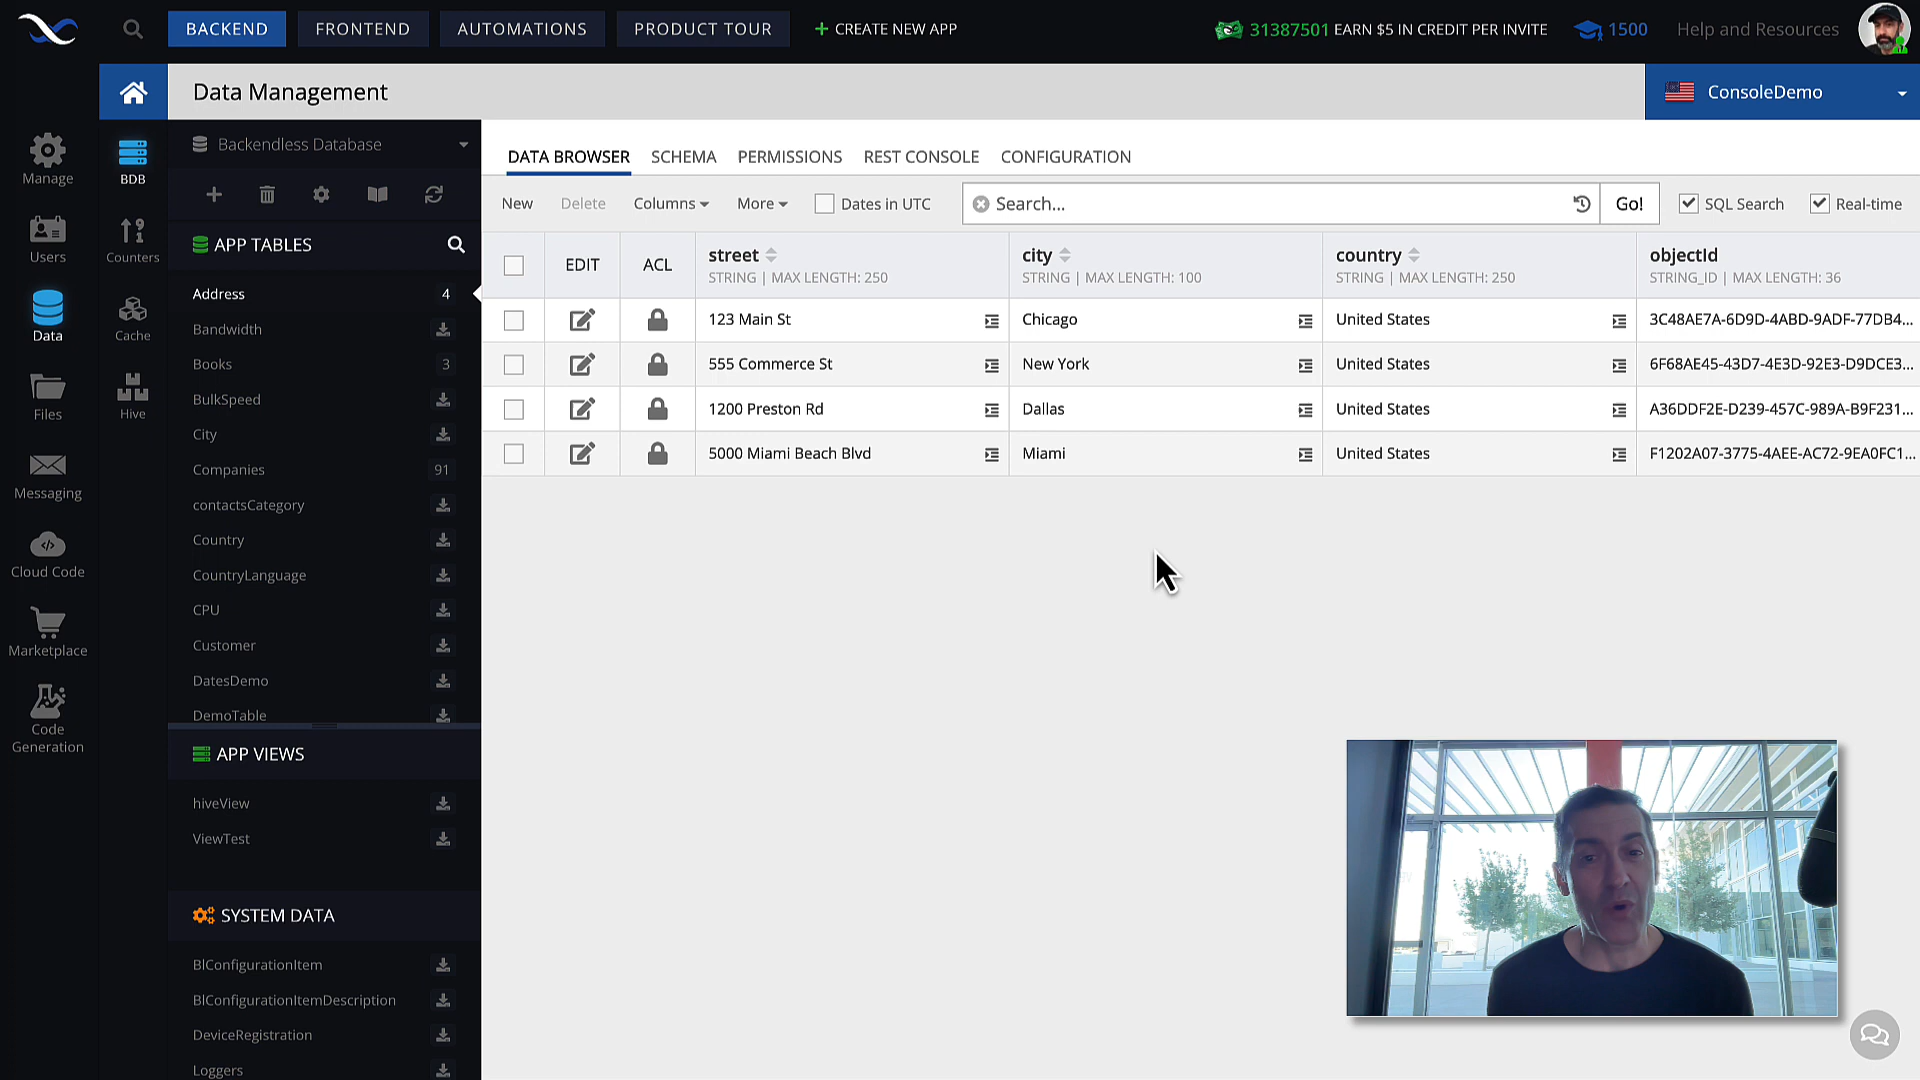 BACKEND
FRONTEND
AUTOMATIONS
PRODUCT TOUR
+ CREATE NEW APP
31387501 EARN $5 IN CREDIT PER INVITE
1500
Help and Resources
Data Management
ConsoleDemo
Manage
Users
Data
Files
Messaging
Cloud Code
Marketplace
Code
Generation
BDB
Counters
Cache
Hive
Backendless Database
APP TABLES
Address 4
Bandwidth
Books 3
BulkSpeed
City
Companies 91
contactsCategory
Country
CountryLanguage
CPU
Customer
DatesDemo
DemoTable
APP VIEWS
hiveView
ViewTest
SYSTEM DATA
BlConfigurationItem
BlConfigurationItemDescription
DeviceRegistration
Loggers
DATA BROWSER SCHEMA PERMISSIONS REST CONSOLE CONFIGURATION
New Delete Columns More Dates in UTC Search... Go! SQL Search Real-time
EDIT ACL street city country objectId
STRING | MAX LENGTH: 250 STRING | MAX LENGTH: 100 STRING | MAX LENGTH: 250 STRING_ID | MAX LENGTH: 36
123 Main St Chicago United States 3C48AE7A-6D9D-4ABD-9ADF-77DB4...
555 Commerce St New York United States 6F68AE45-43D7-4E3D-92E3-D9DCE3...
1200 Preston Rd Dallas United States A36DDF2E-D239-457C-989A-B9F231...
5000 Miami Beach Blvd Miami United States F1202A07-3775-4AEE-AC72-9EA0FC1...